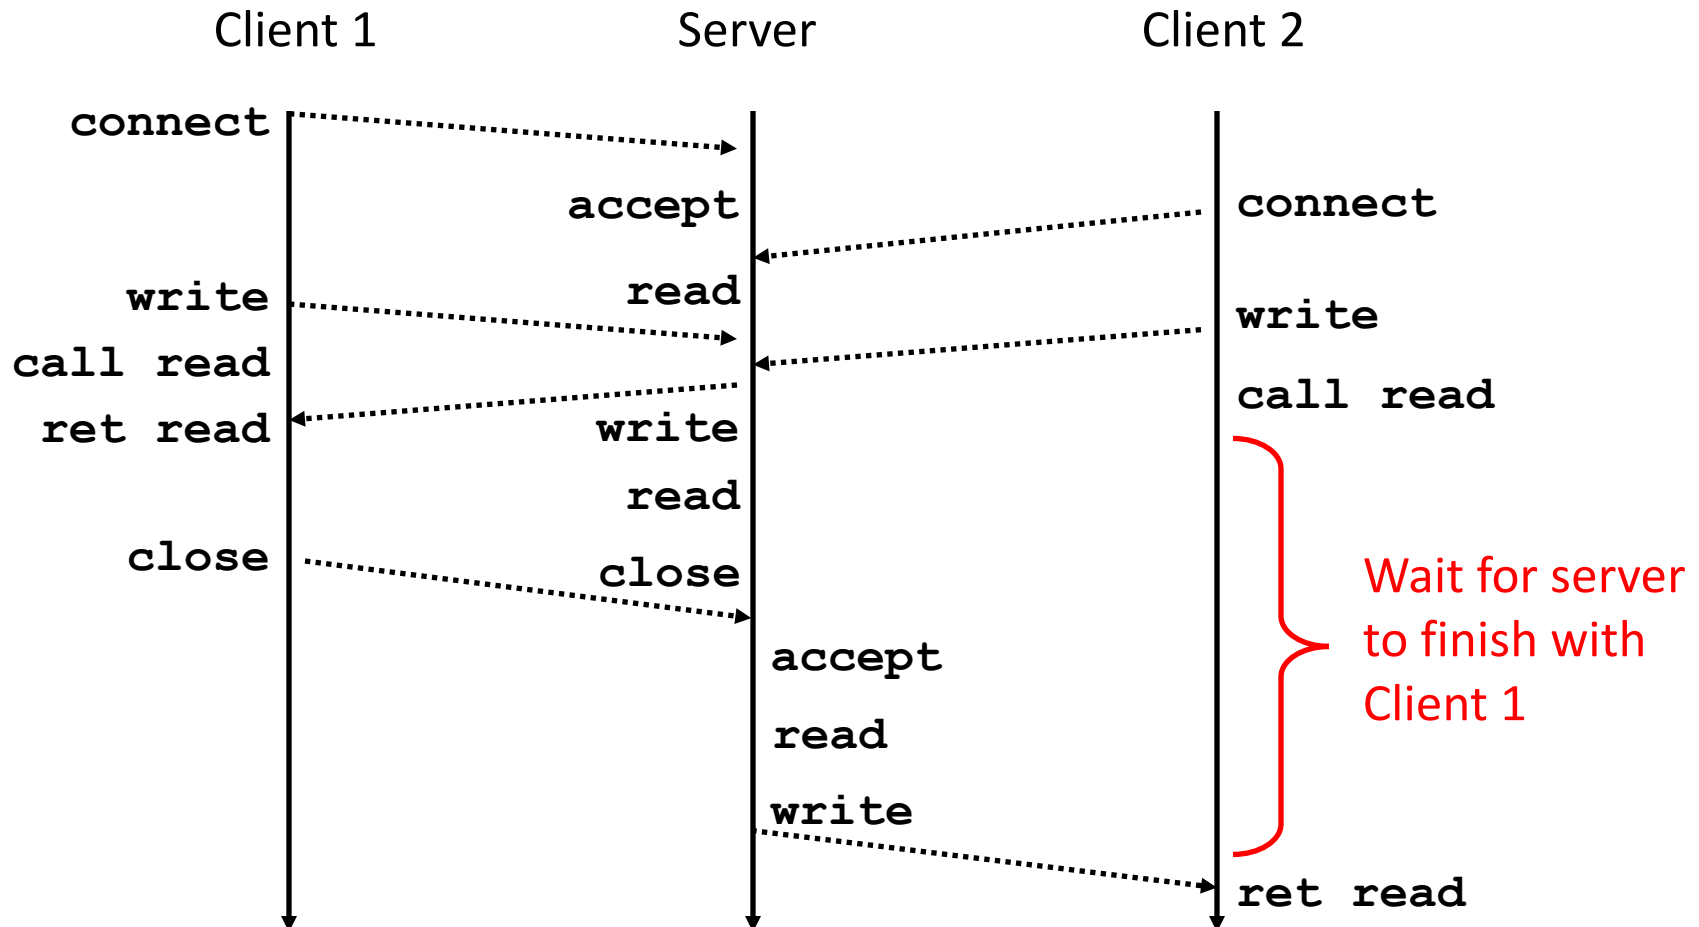 Client 1
Server
Client 2
connect
accept
connect
write
read
write
call read
call read
ret read
write
read
close
close
Wait for server
to finish with
Client 1
accept
read
write
ret read